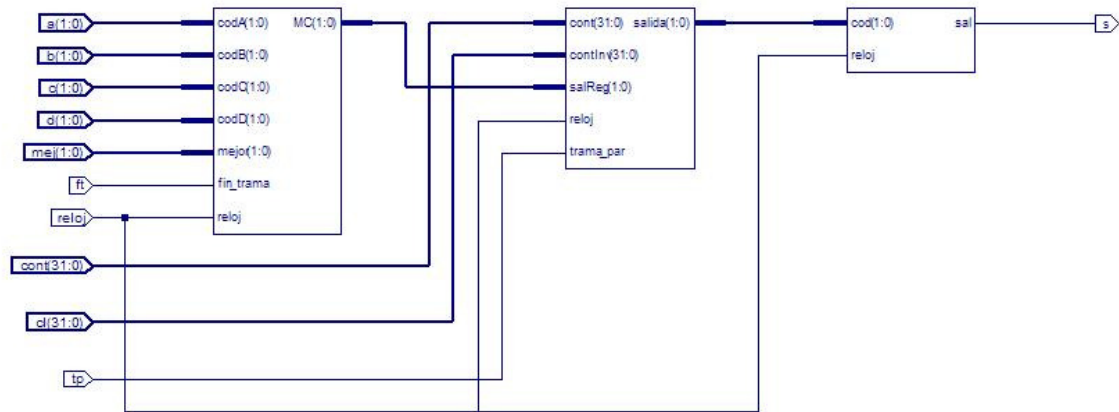 a(1:0)
codA(1:0) MC(1:0)
cont(31:0) salida(1:0)
cod(1:0) sal
s
b(1:0)
codB(1:0)
contInv(31:0)
reloj
c(1:0)
codC(1:0)
salReg(1:0)
d(1:0)
codD(1:0)
reloj
mej(1:0)
mejor(1:0)
trama_par
ft
fin_trama
reloj
reloj
cont(31:0)
cI(31:0)
tp